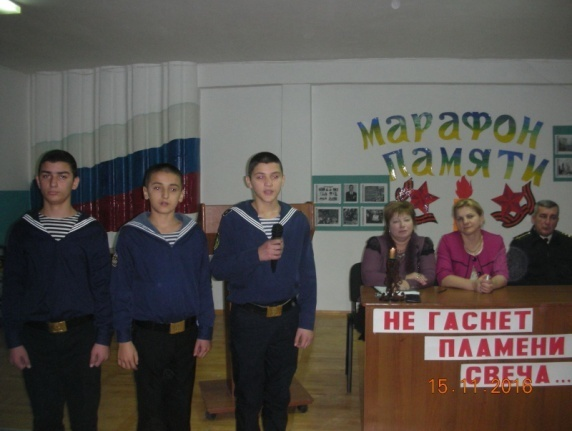 МАРАФОН
ПАМЯТИ
НЕ ГАСНЕТ
ПЛАМЕНИ
СВЕЧА...
15.11.2016